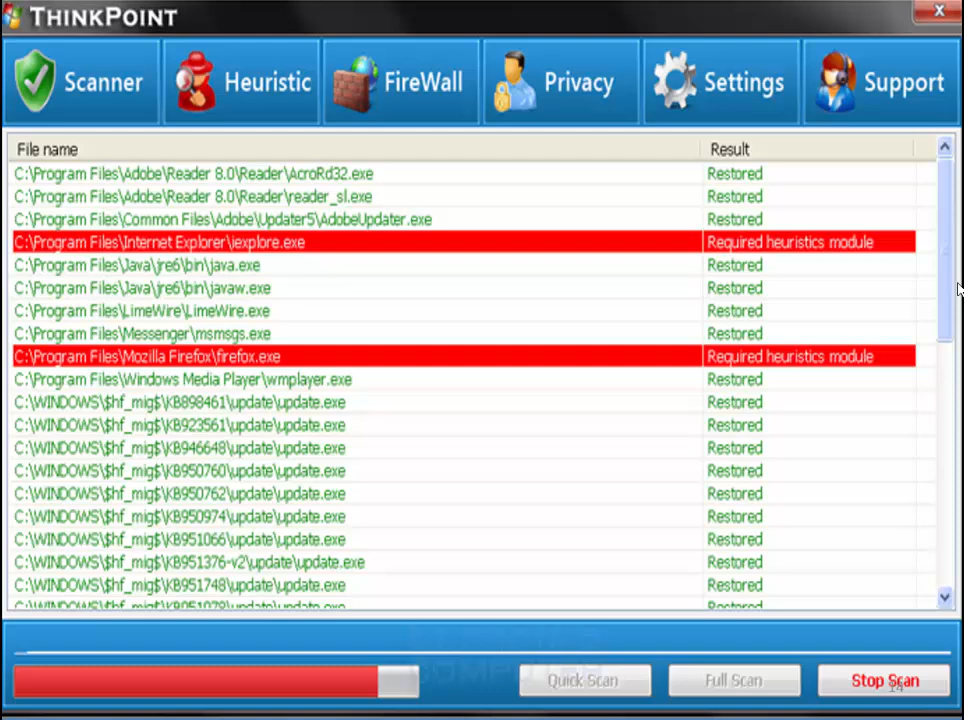 THINKPOINT
X
Scanner Heuristic FireWall Privacy Settings Support
File name Result
C:\Program Files\Adobe\Reader 8.0\Reader\AcroRd32.exe Restored
C:\Program Files\Adobe\Reader 8.0\Reader\reader_sl.exe Restored
C:\Program Files\Common Files\Adobe\Updater5\AdobeUpdater.exe Restored
C:\Program Files\Internet Explorer\iexplore.exe Required heuristics module
C:\Program Files\Java\jre6\bin\java.exe Restored
C:\Program Files\Java\jre6\bin\javaw.exe Restored
C:\Program Files\LimeWire\LimeWire.exe Restored
C:\Program Files\Messenger\msmsgs.exe Restored
C:\Program Files\Mozilla Firefox\firefox.exe Required heuristics module
C:\Program Files\Windows Media Player\wmplayer.exe Restored
C:\WINDOWS\$hf_mig$\KB898461\update\update.exe Restored
C:\WINDOWS\$hf_mig$\KB923561\update\update.exe Restored
C:\WINDOWS\$hf_mig$\KB946648\update\update.exe Restored
C:\WINDOWS\$hf_mig$\KB950760\update\update.exe Restored
C:\WINDOWS\$hf_mig$\KB950762\update\update.exe Restored
C:\WINDOWS\$hf_mig$\KB950974\update\update.exe Restored
C:\WINDOWS\$hf_mig$\KB951066\update\update.exe Restored
C:\WINDOWS\$hf_mig$\KB951376-v2\update\update.exe Restored
C:\WINDOWS\$hf_mig$\KB951748\update\update.exe Restored
Restored
Quick Scan Full Scan Stop Scan
14